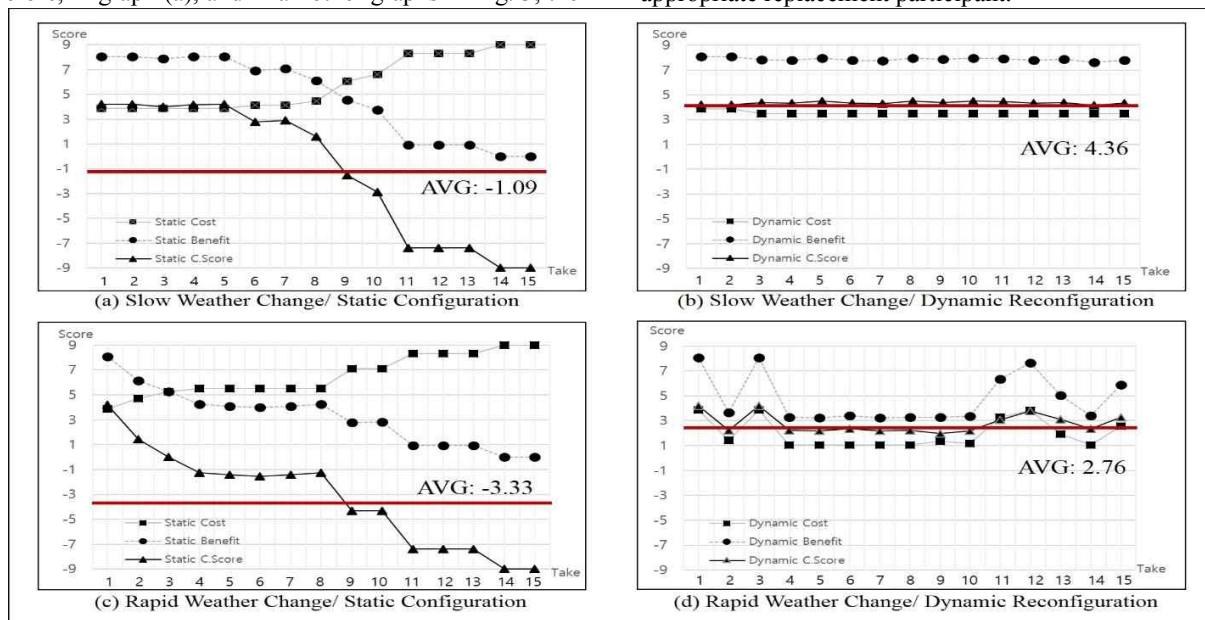 appropriate replacement participant.
Score
9
7
5
3
1
-1
-3
-5
-7
-9
AVG: -1.09
Static Cost
Static Benefit
Static C.Score
Take
1 2 3 4 5 6 7 8 9 10 11 12 13 14 15
(a) Slow Weather Change/ Static Configuration
Score
9
7
5
3
1
-1
-3
-5
-7
-9
AVG: 4.36
Dynamic Cost
Dynamic Benefit
Dynamic C.Score
Take
1 2 3 4 5 6 7 8 9 10 11 12 13 14 15
(b) Slow Weather Change/ Dynamic Reconfiguration
Score
9
7
5
3
1
-1
-3
-5
-7
-9
AVG: -3.33
Static Cost
Static Benefit
Static C.Score
Take
1 2 3 4 5 6 7 8 9 10 11 12 13 14 15
(c) Rapid Weather Change/ Static Configuration
Score
9
7
5
3
1
-1
-3
-5
-7
-9
AVG: 2.76
Dynamic Cost
Dynamic Benefit
Dynamic C.Score
Take
1 2 3 4 5 6 7 8 9 10 11 12 13 14 15
(d) Rapid Weather Change/ Dynamic Reconfiguration